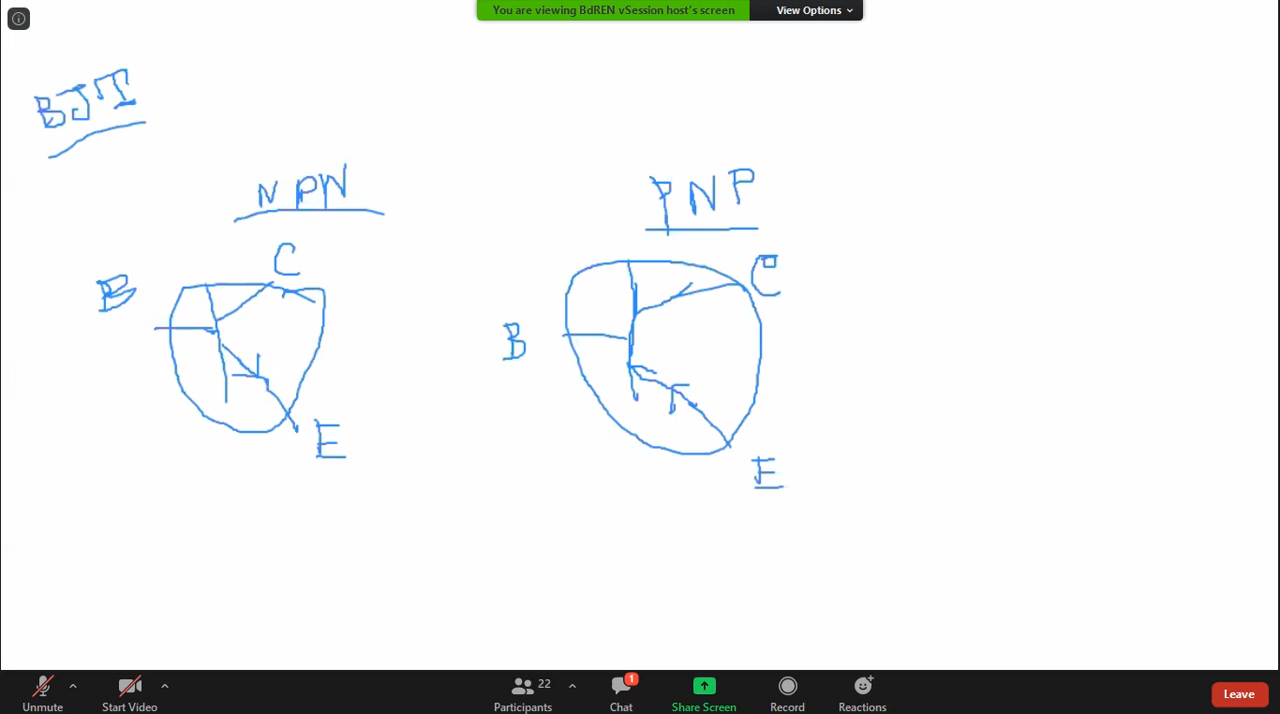 You are viewing BdREN vSession host's screen View Options
BJT
NPN
PNP
C
B
E
C
B
E
Unmute
Start Video
22
Participants
1
Chat
Share Screen
Record
Reactions
Leave